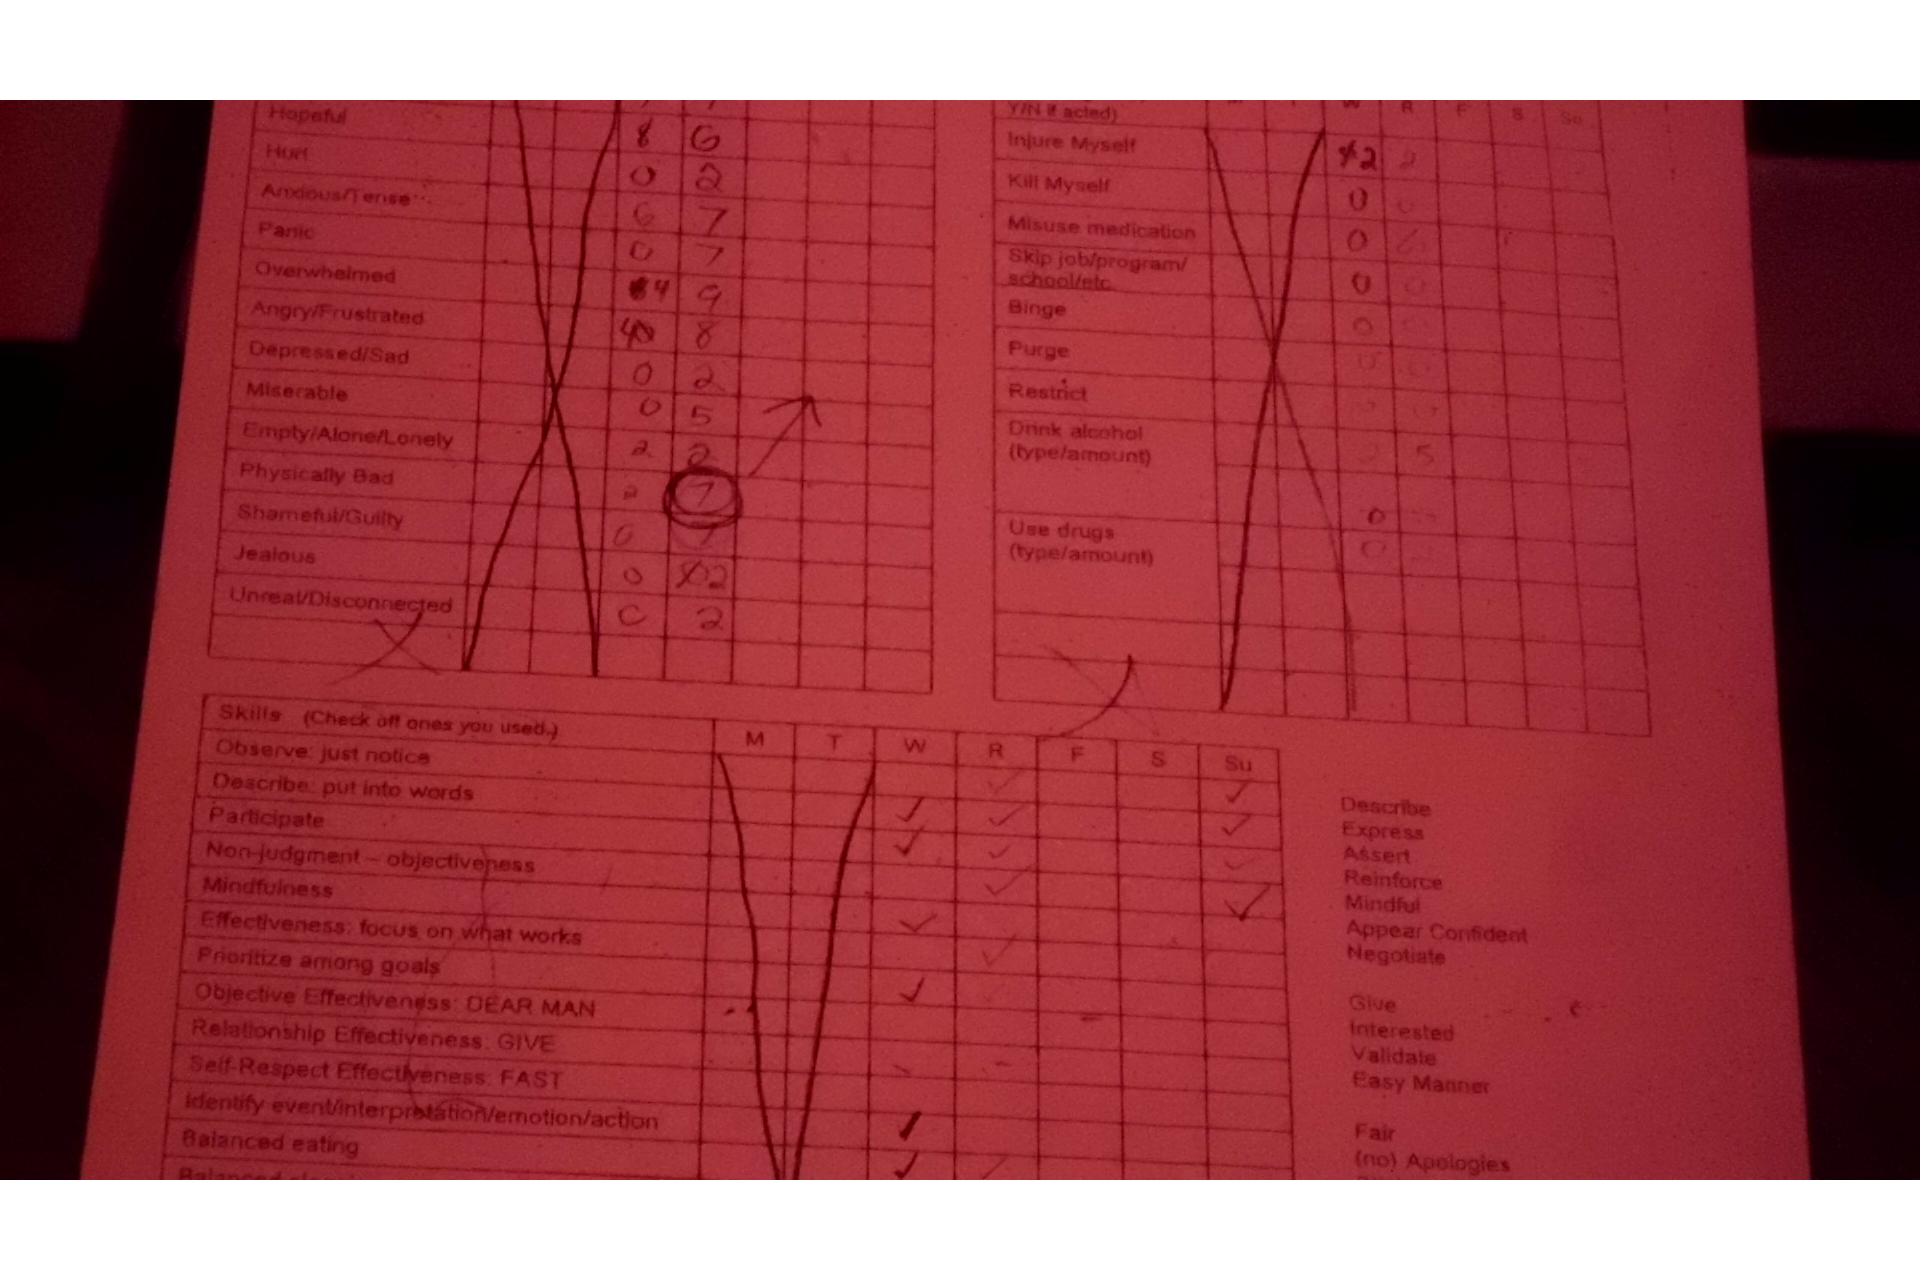 Hopeful 8 6
Hurt 0 2
Anxious/Tense 6 7
Panic 0 7
Overwhelmed 4 9
Angry/Frustrated 4 8
Depressed/Sad 0 2
Miserable 0 5
Empty/Alone/Lonely 2 2
Physically Bad 2 7
Shameful/Guilty 0
Jealous 0 2
Unreal/Disconnected 0 2
Y/N if acted) W R F S Su
Injure Myself 2 2
Kill Myself 0 0
Misuse medication 0
Skip job/program/
school/etc. 0 0
Binge 0
Purge 0 0
Restrict
Drink alcohol
(type/amount) 5
0
Use drugs
(type/amount) 0
Skills (Check off ones you used.) M T W R F S Su
Observe: just notice
Describe: put into words
Participate
Non-judgment – objectiveness
Mindfulness
Effectiveness: focus on what works
Prioritize among goals
Objective Effectiveness: DEAR MAN
Relationship Effectiveness: GIVE
Self-Respect Effectiveness: FAST
Identify event/interpretation/emotion/action
Balanced eating
Balanced
Describe
Express
Assert
Reinforce
Mindful
Appear Confident
Negotiate
Give
Interested
Validate
Easy Manner
Fair
(no) Apologies